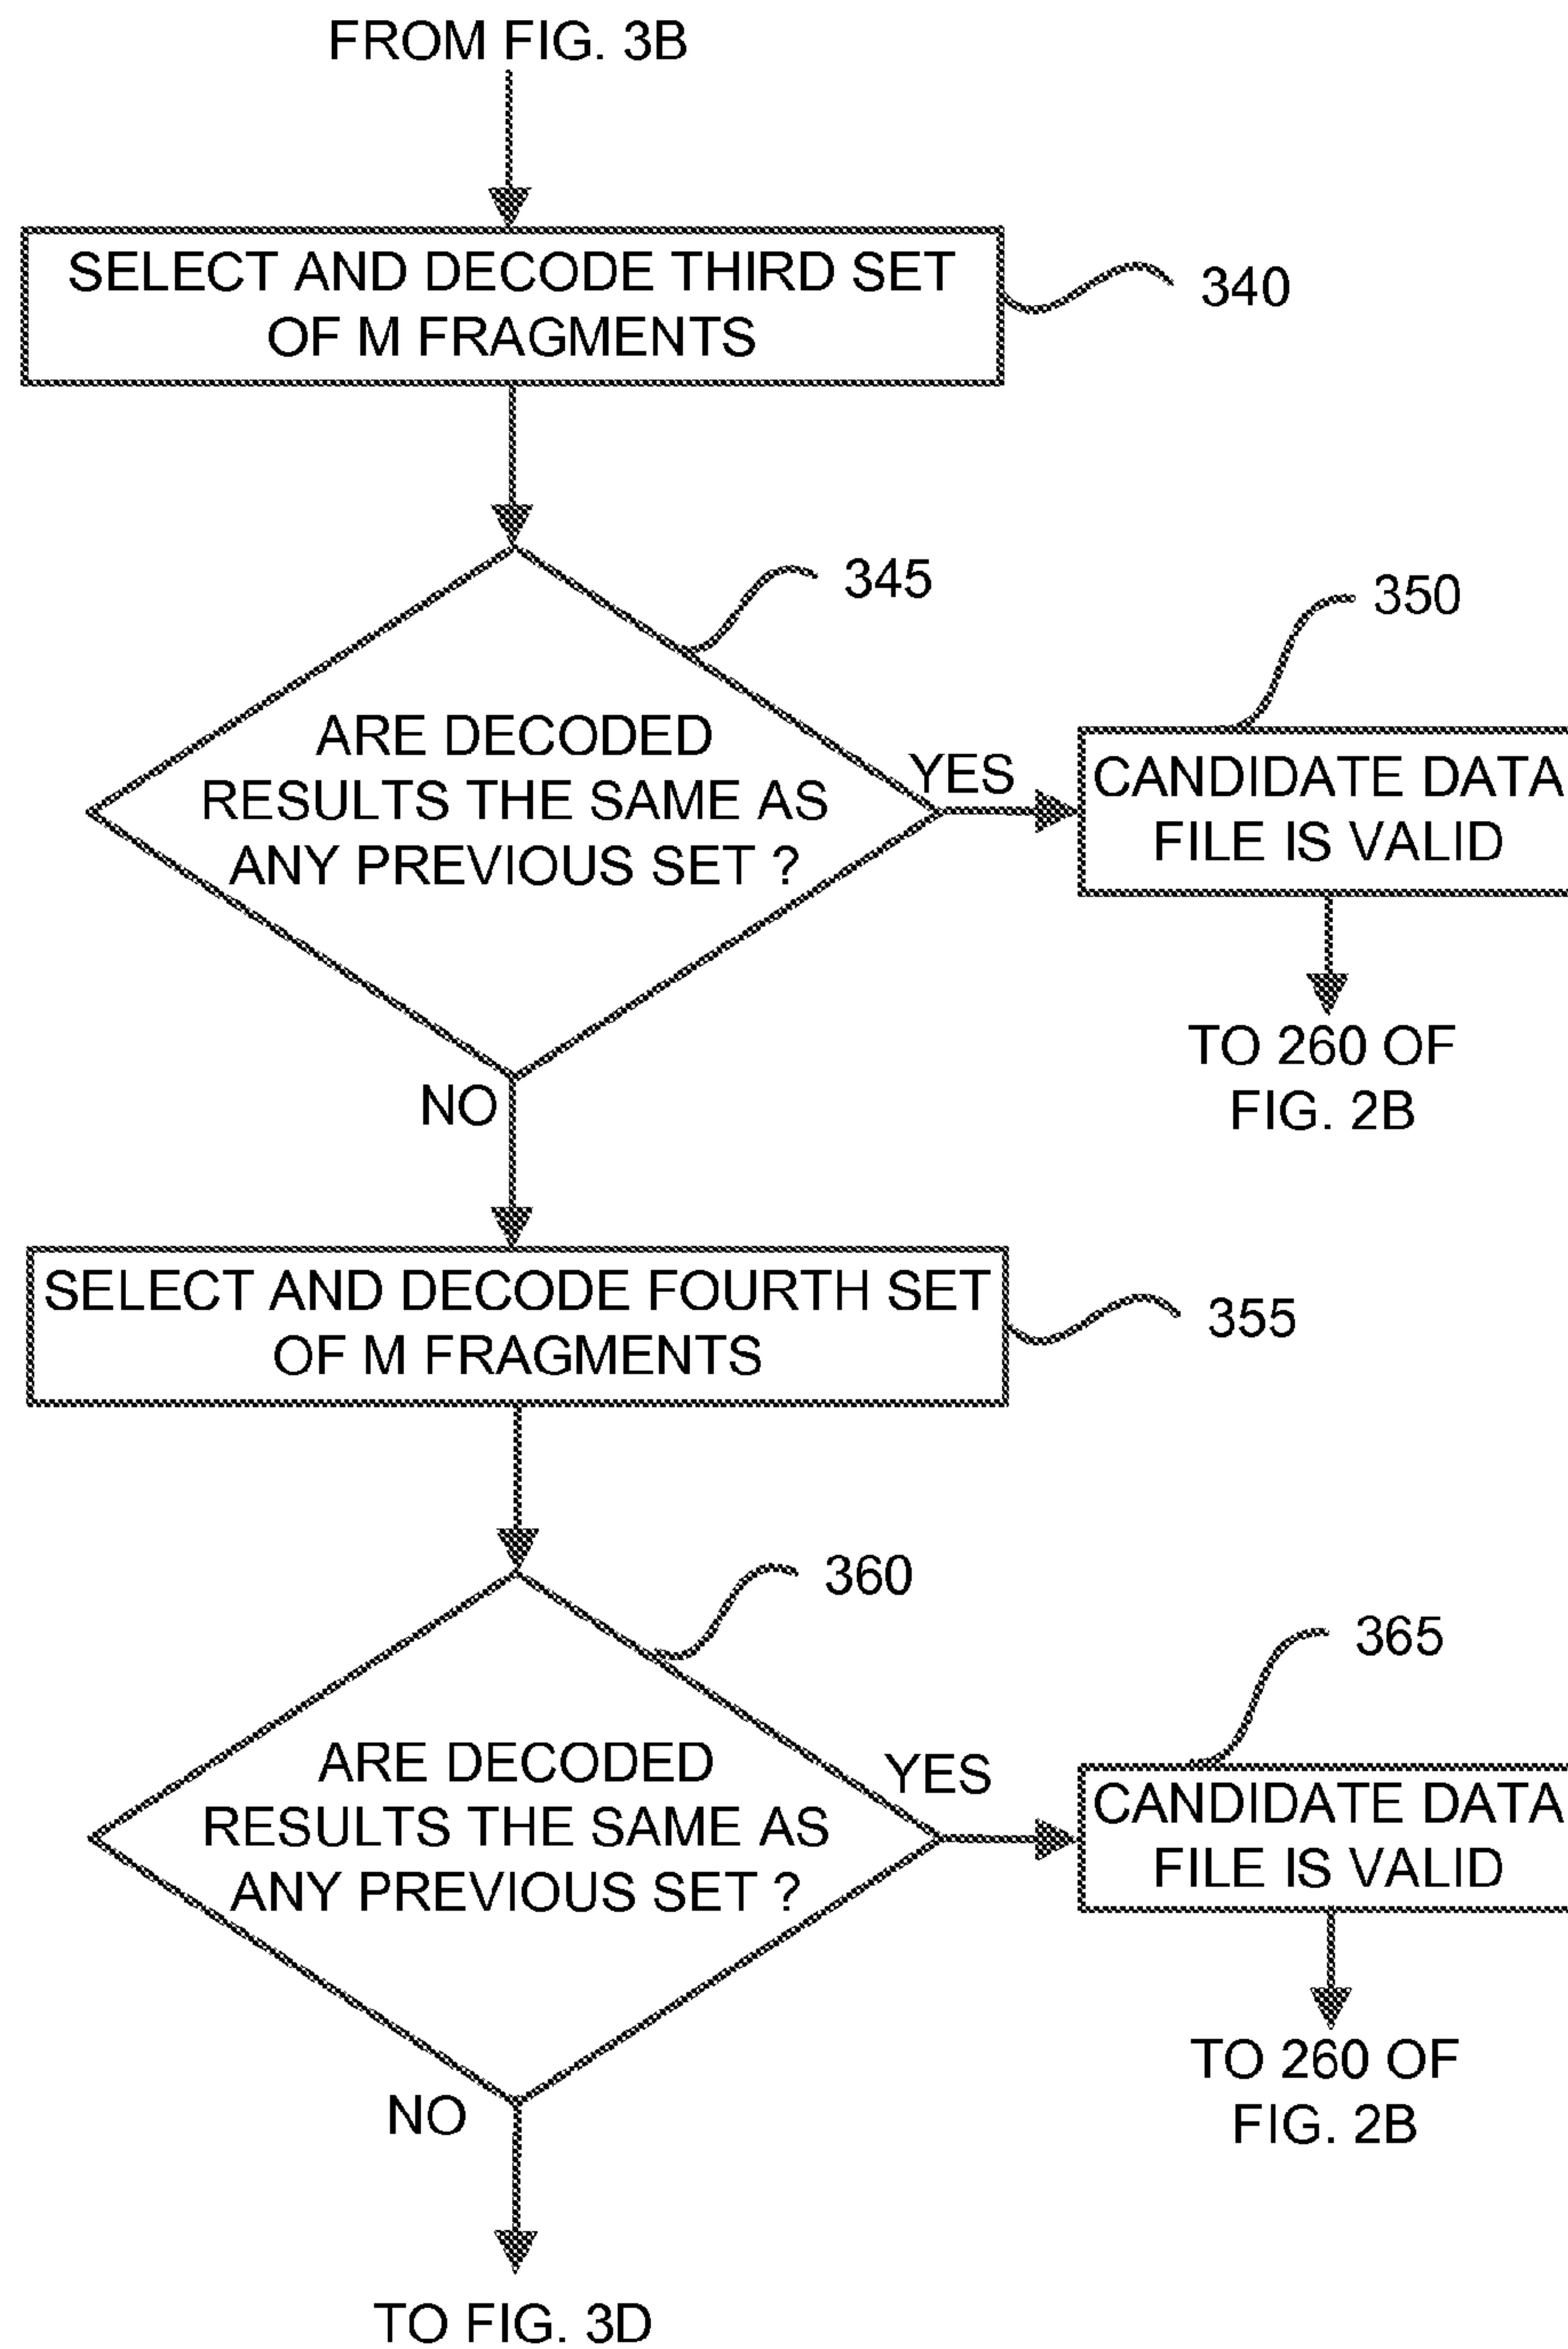 FROM FIG. 3B
SELECT AND DECODE THIRD SET
OF M FRAGMENTS
340
345
ARE DECODED
RESULTS THE SAME AS
ANY PREVIOUS SET ?
YES
350
CANDIDATE DATA
FILE IS VALID
TO 260 OF
FIG. 2B
NO
SELECT AND DECODE FOURTH SET
OF M FRAGMENTS
355
360
ARE DECODED
RESULTS THE SAME AS
ANY PREVIOUS SET ?
YES
365
CANDIDATE DATA
FILE IS VALID
TO 260 OF
FIG. 2B
NO
TO FIG. 3D